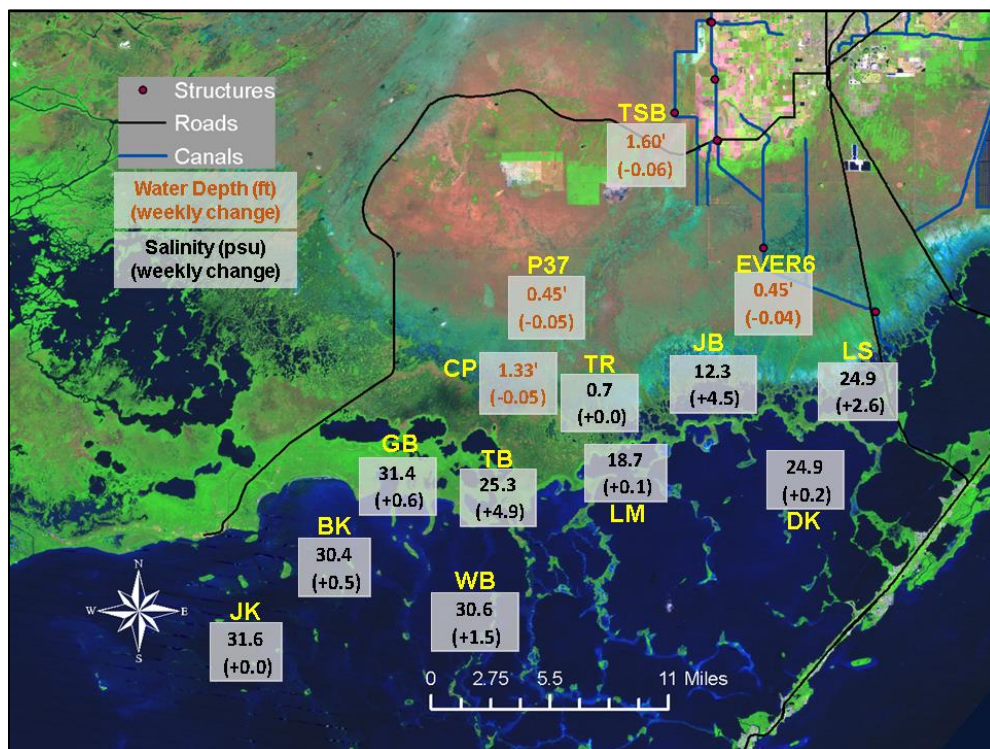 Structures
Roads
Canals
Water Depth (ft)
(weekly change)
Salinity (psu)
(weekly change)
TSB
1.60'
(-0.06)
P37
0.45'
(-0.05)
EVER6
0.45'
(-0.04)
CP
1.33'
(-0.05)
TR
0.7
(+0.0)
JB
12.3
(+4.5)
LS
24.9
(+2.6)
GB
31.4
(+0.6)
TB
25.3
(+4.9)
18.7
(+0.1)
LM
24.9
(+0.2)
DK
BK
30.4
(+0.5)
WB
30.6
(+1.5)
JK
31.6
(+0.0)
N
W
E
S
0 2.75 5.5 11 Miles